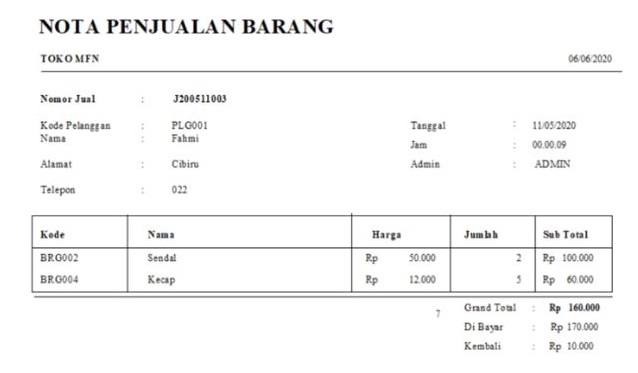 NOTA PENJUALAN BARANG
TOKO MFN 06/06/2020
Nomor Jual : J200511003
Kode Pelanggan : PLG001 Tanggal : 11/05/2020
Nama : Fahmi
Jam : 00.00.09
Alamat : Cibiru Admin : ADMIN
Telepon : 022
Kode Nama Harga Jumlah Sub Total
BRG002 Sendal Rp 50.000 2 Rp 100.000
BRG004 Kecap Rp 12.000 5 Rp 60.000
7 Grand Total : Rp 160.000
Di Bayar : Rp 170.000
Kembali : Rp 10.000